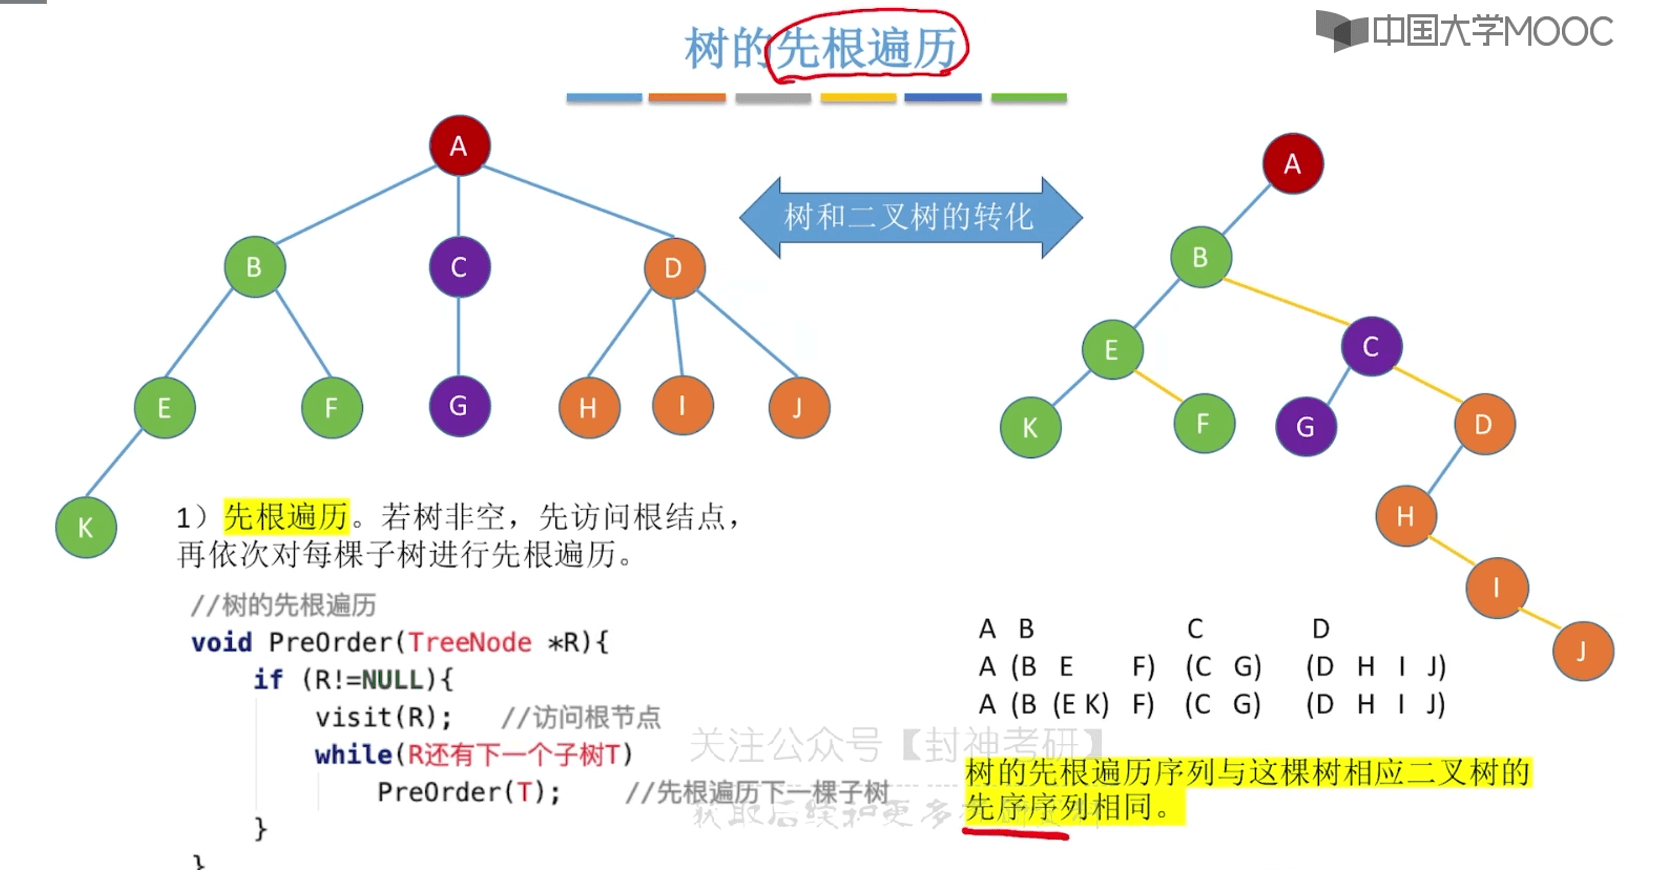 树的先根遍历
中国大学MOOC
A
B
C
D
E
F
G
H
I
J
K
树和二叉树的转化
A
B
E
C
K
F
G
D
H
I
J
1）先根遍历。若树非空，先访问根结点，
再依次对每棵子树进行先根遍历。
//树的先根遍历
void PreOrder(TreeNode *R){
if (R!=NULL){
visit(R); //访问根节点
while(R还有下一个子树T)
PreOrder(T); //先根遍历下一棵子树
}
}
A B C D
A (B E F) (C G) (D H I J)
A (B (E K) F) (C G) (D H I J)
关注公众号【封神考研】
树的先根遍历序列与这棵树相应二叉树的
先序序列相同。
获取后续和更多